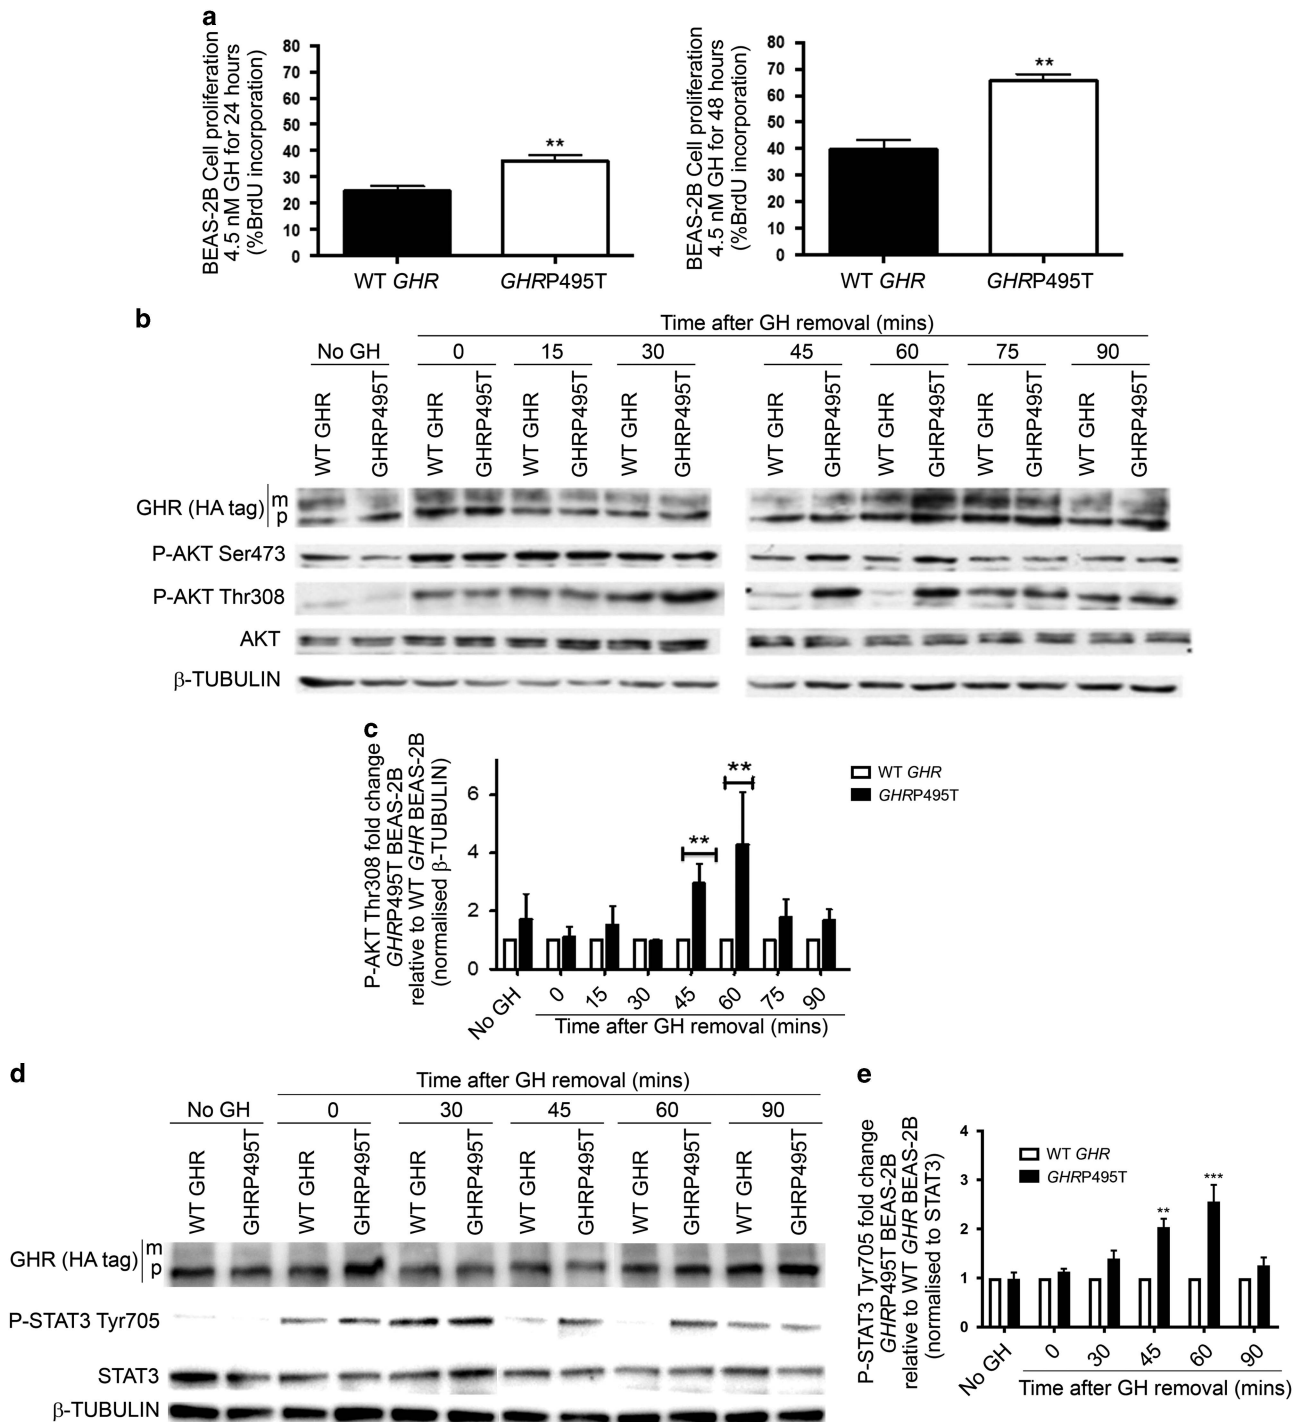 a
BEAS-2B Cell proliferation
4.5 nM GH for 24 hours
(%BrdU incorporation)
80
70
60
50
40
30
20
10
0
**
WT GHR
GHRP495T
BEAS-2B Cell proliferation
4.5 nM GH for 48 hours
(%BrdU incorporation)
80
70
60
50
40
30
20
10
0
**
WT GHR
GHRP495T
b
Time after GH removal (mins)
No GH 0 15 30 45 60 75 90
WT GHR GHRP495T WT GHR GHRP495T WT GHR GHRP495T WT GHR GHRP495T WT GHR GHRP495T WT GHR GHRP495T WT GHR GHRP495T WT GHR GHRP495T
GHR (HA tag) m
p
P-AKT Ser473
P-AKT Thr308
AKT
β-TUBULIN
c
P-AKT Thr308 fold change
GHRP495T BEAS-2B
relative to WT GHR BEAS-2B
(normalised β-TUBULIN)
6
4
2
0
**
**
WT GHR
GHRP495T
No GH 0 15 30 45 60 75 90
Time after GH removal (mins)
d
Time after GH removal (mins)
No GH 0 30 45 60 90
WT GHR GHRP495T WT GHR GHRP495T WT GHR GHRP495T WT GHR GHRP495T WT GHR GHRP495T WT GHR GHRP495T
GHR (HA tag) m
p
P-STAT3 Tyr705
STAT3
β-TUBULIN
e
P-STAT3 Tyr705 fold change
GHRP495T BEAS-2B
relative to WT GHR BEAS-2B
(normalised to STAT3)
4
3
2
1
0
WT GHR
GHRP495T
**
***
No GH 0 30 45 60 90
Time after GH removal (mins)